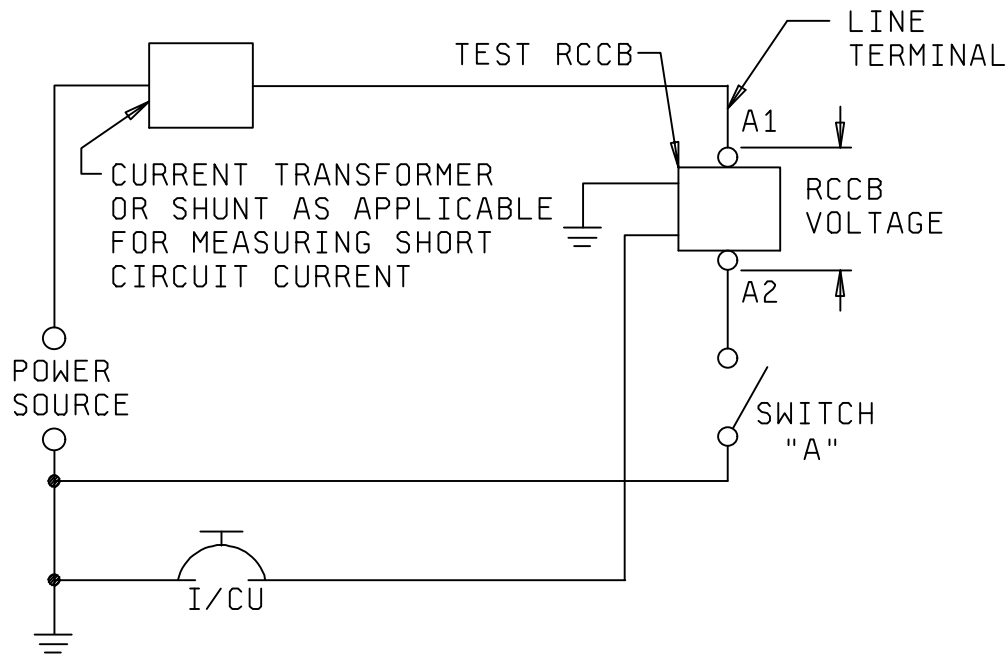 LINE
TERMINAL
TEST RCCB
A1
CURRENT TRANSFORMER
OR SHUNT AS APPLICABLE
FOR MEASURING SHORT
CIRCUIT CURRENT
RCCB
VOLTAGE
A2
POWER
SOURCE
SWITCH
"A"
I/CU